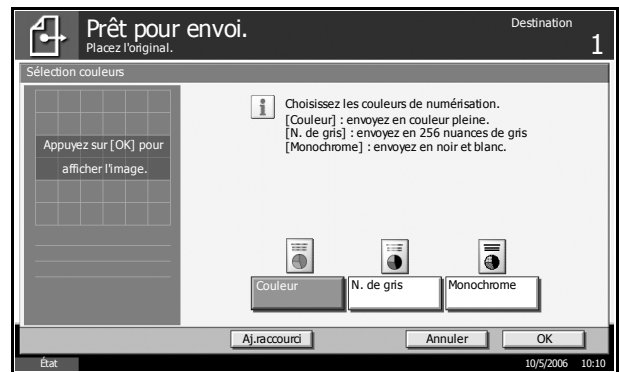 Prêt pour envoi.
Placez l'original.
Destination
1
Sélection couleurs
Appuyez sur [OK] pour
afficher l'image.
Choisissez les couleurs de numérisation.
[Couleur] : envoyez en couleur pleine.
[N. de gris] : envoyez en 256 nuances de gris
[Monochrome] : envoyez en noir et blanc.
Couleur
N. de gris
Monochrome
Aj.raccourci
Annuler
OK
État
10/5/2006 10:10